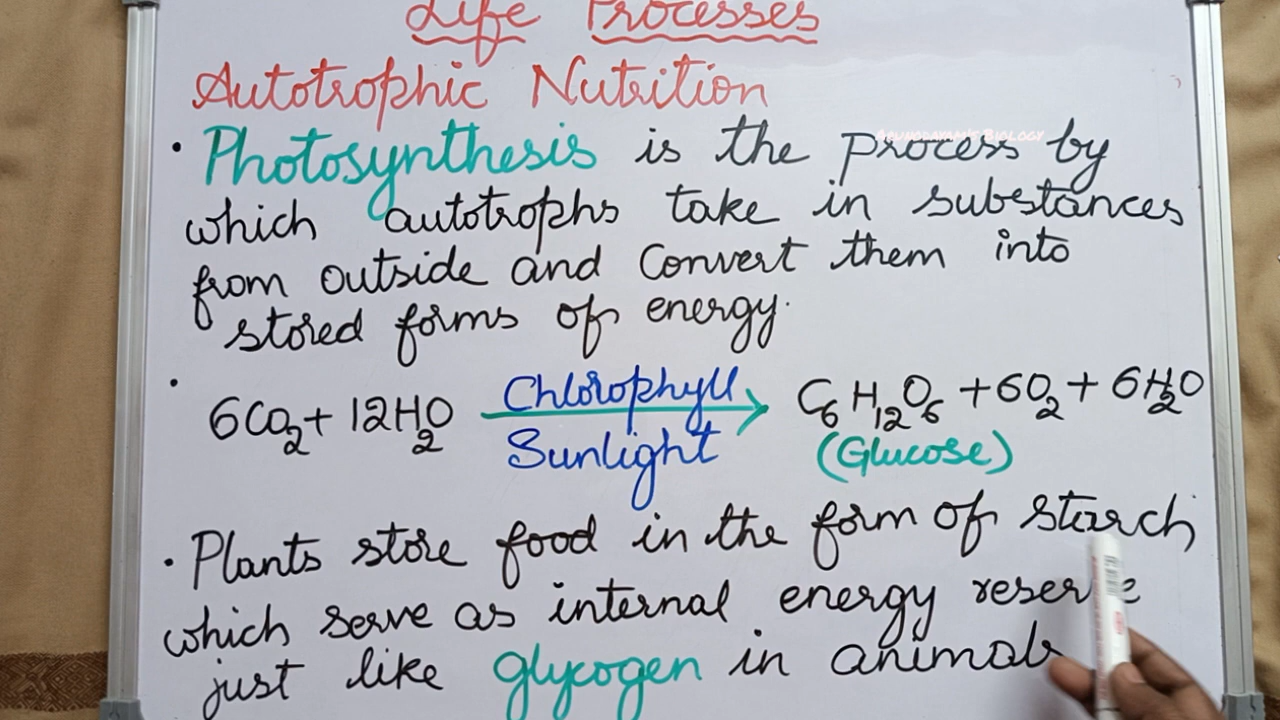 Life Processes
Autotrophic Nutrition
• Photosynthesis is the process by
which autotrophs take in substances
from outside and convert them into
stored forms of energy.
• 6CO₂ + 12H₂O Chlorophyll → C₆H₁₂O₆ + 6O₂ + 6H₂O
Sunlight (Glucose)
• Plants store food in the form of starch,
which serve as internal energy reserve
just like glycogen in animals
Arunodayam's Biology